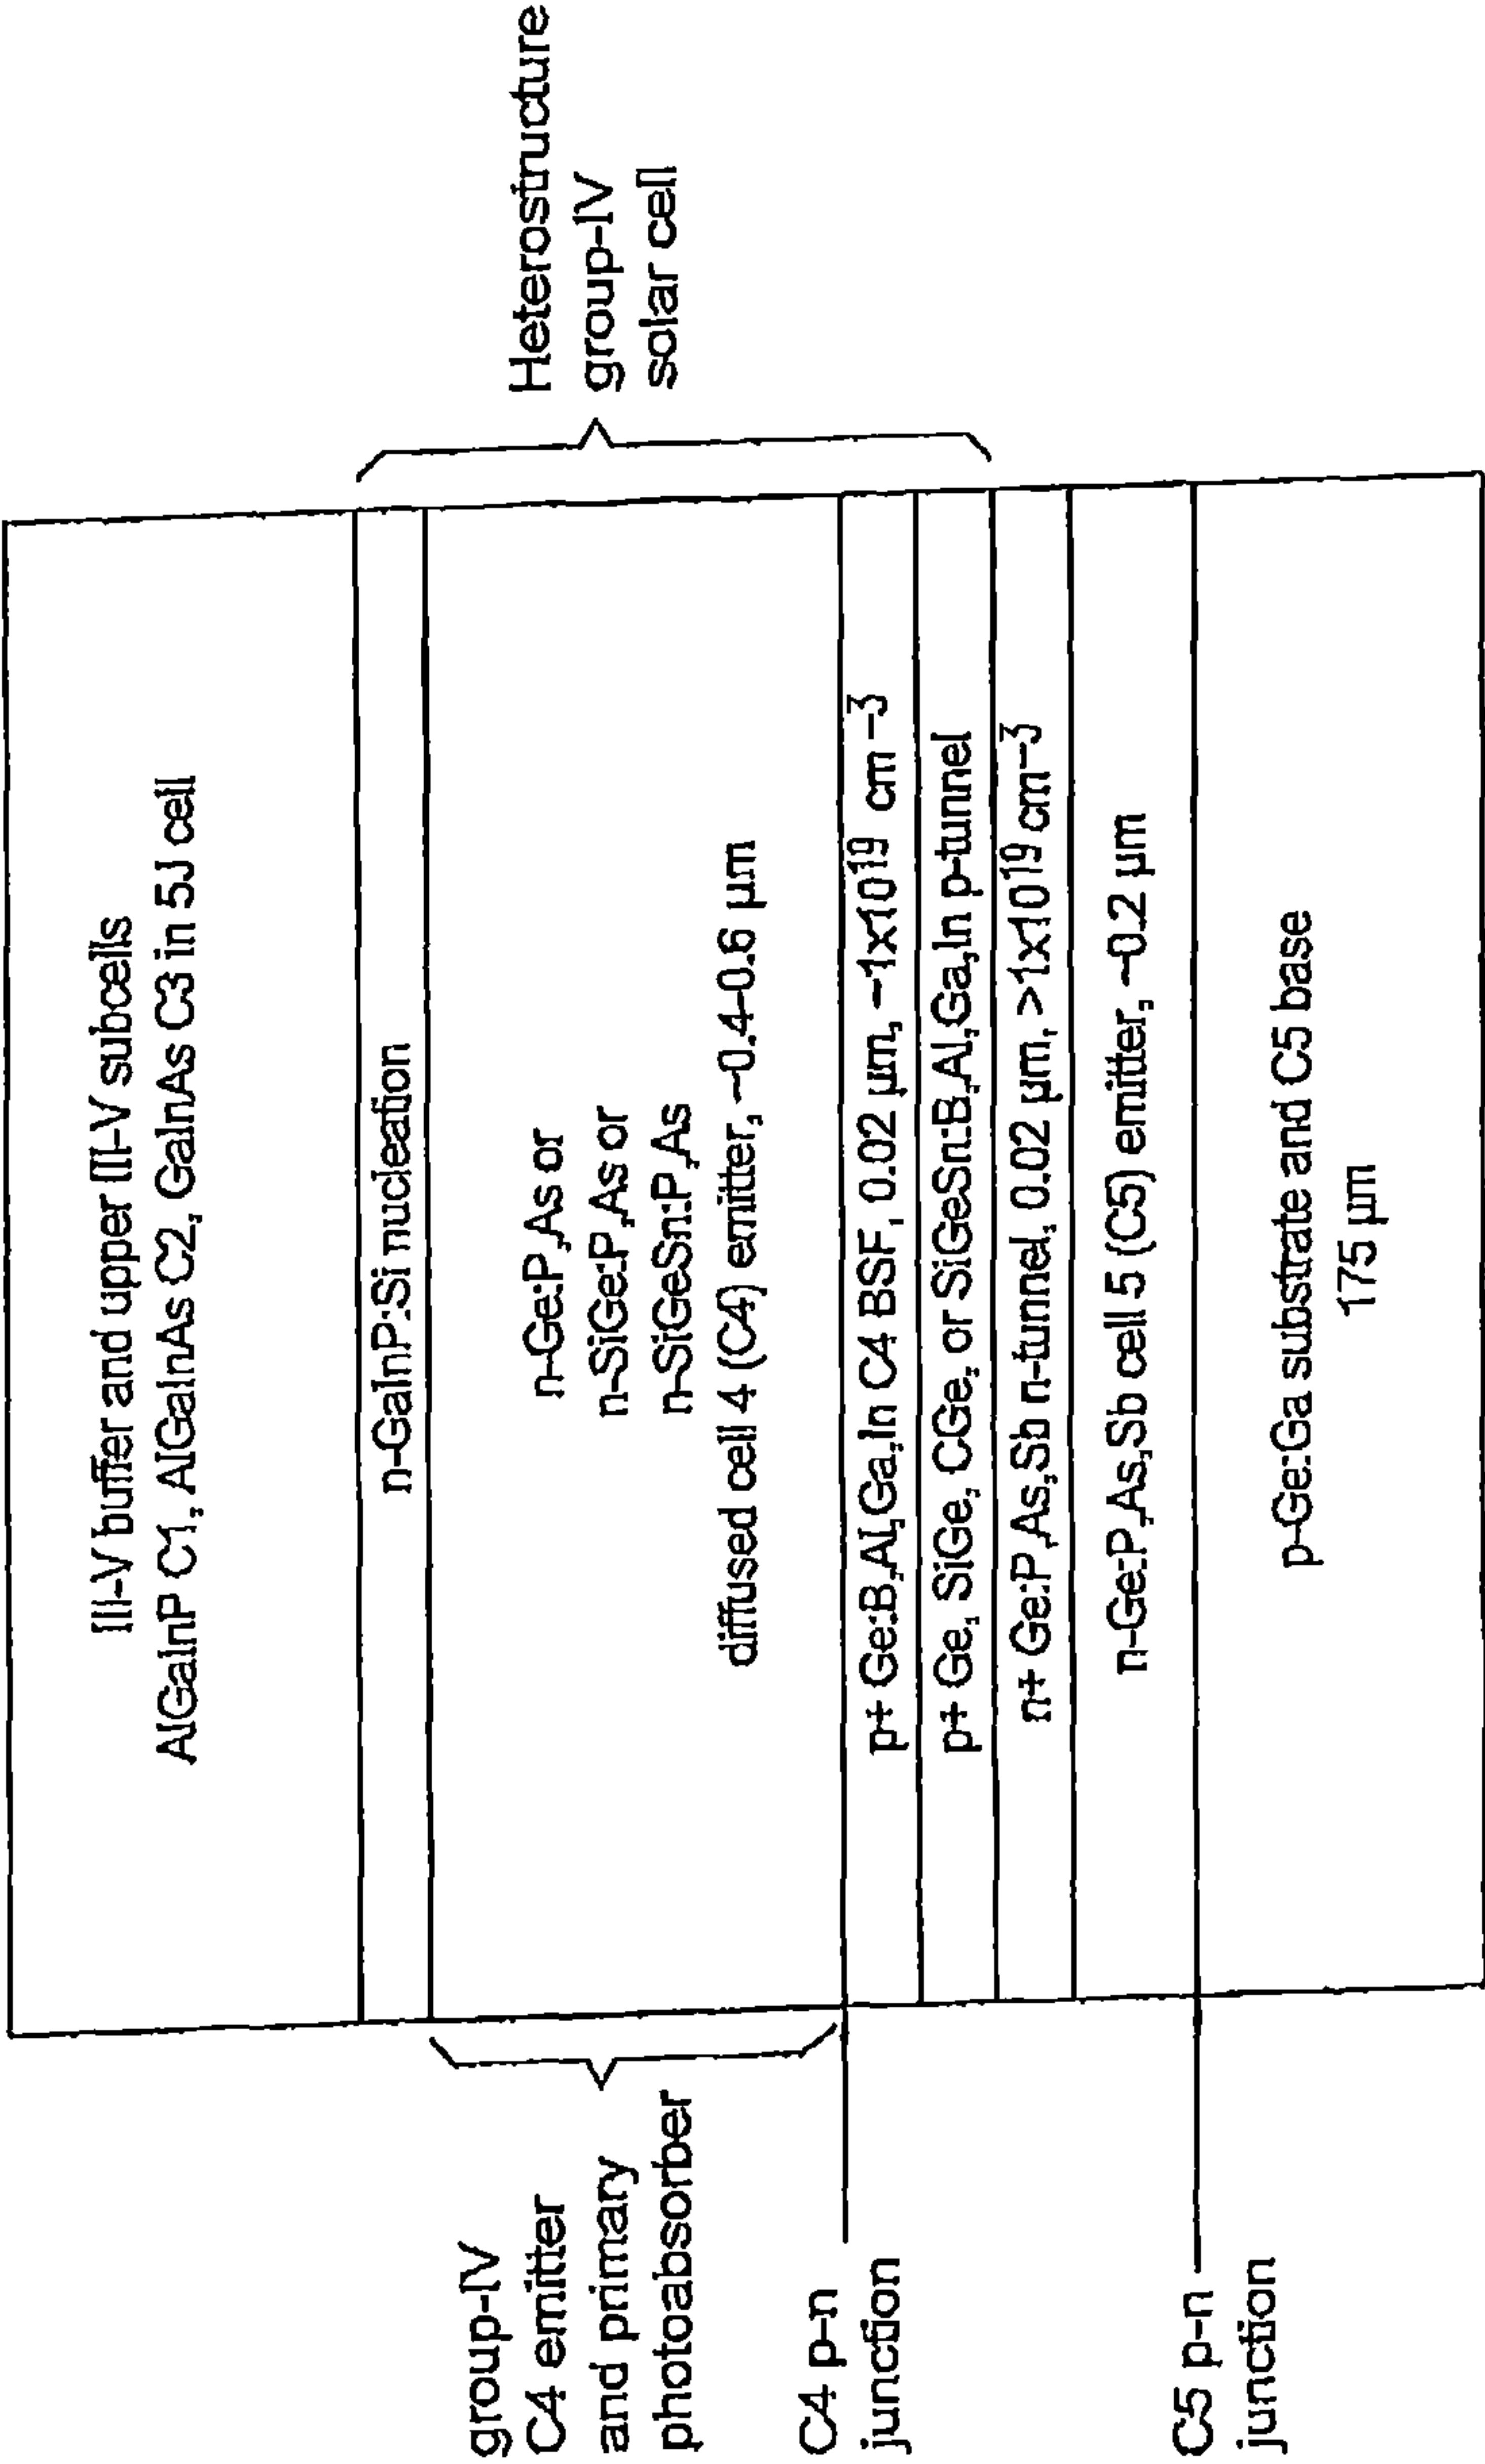 III-V buffer and upper III-V subcells
AlGaInP C1, AlGaInAs C2, GaInAs C3 in 5J cell
n-GaInP:Si nucleation
n-Ge:P,As or
n-SiGe:P,As or
n-SiGeSn:P,As
diffused cell 4 (C4) emitter, ~0.4-0.6 µm
p+ Ge:B,Al,Ga,In C4 BSF, 0.02 µm, ~1x10¹⁹ cm⁻³
p+ Ge, SiGe, CGe, or SiGeSn:B,Al,Ga,In p-tunnel
n+ Ge:P,As,Sb n-tunnel, 0.02 µm, >1x10¹⁹ cm⁻³
n-Ge:P,As,Sb cell 5 (C5) emitter, ~0.2 µm
p-Ge:Ga substrate and C5 base
175 µm
group-IV
C4 emitter
and primary
photoabsorber
C4 p-n
junction
C5 p-n
junction
Heterostructure
group-IV
solar cell